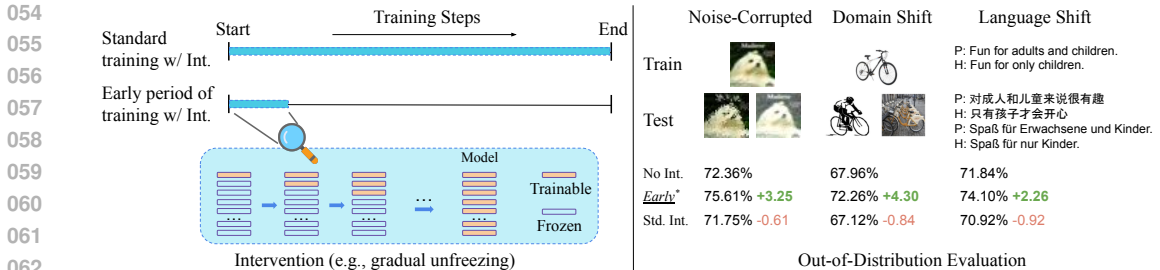 054
055
056
057
058
059
060
061
062
Training Steps
Start
End
Standard
training w/ Int.
Early period of
training w/ Int.
Model
... ... ... ... ...
Trainable
Frozen
Intervention (e.g., gradual unfreezing)
Noise-Corrupted Domain Shift Language Shift
Train
P: Fun for adults and children.
H: Fun for only children.
Test
P: 对成人和儿童来说很有趣
H: 只有孩子才会开心
P: Spaß für Erwachsene und Kinder.
H: Spaß für nur Kinder.
No Int. 72.36% 67.96% 71.84%
Early* 75.61% +3.25 72.26% +4.30 74.10% +2.26
Std. Int. 71.75% -0.61 67.12% -0.84 70.92% -0.92
Out-of-Distribution Evaluation